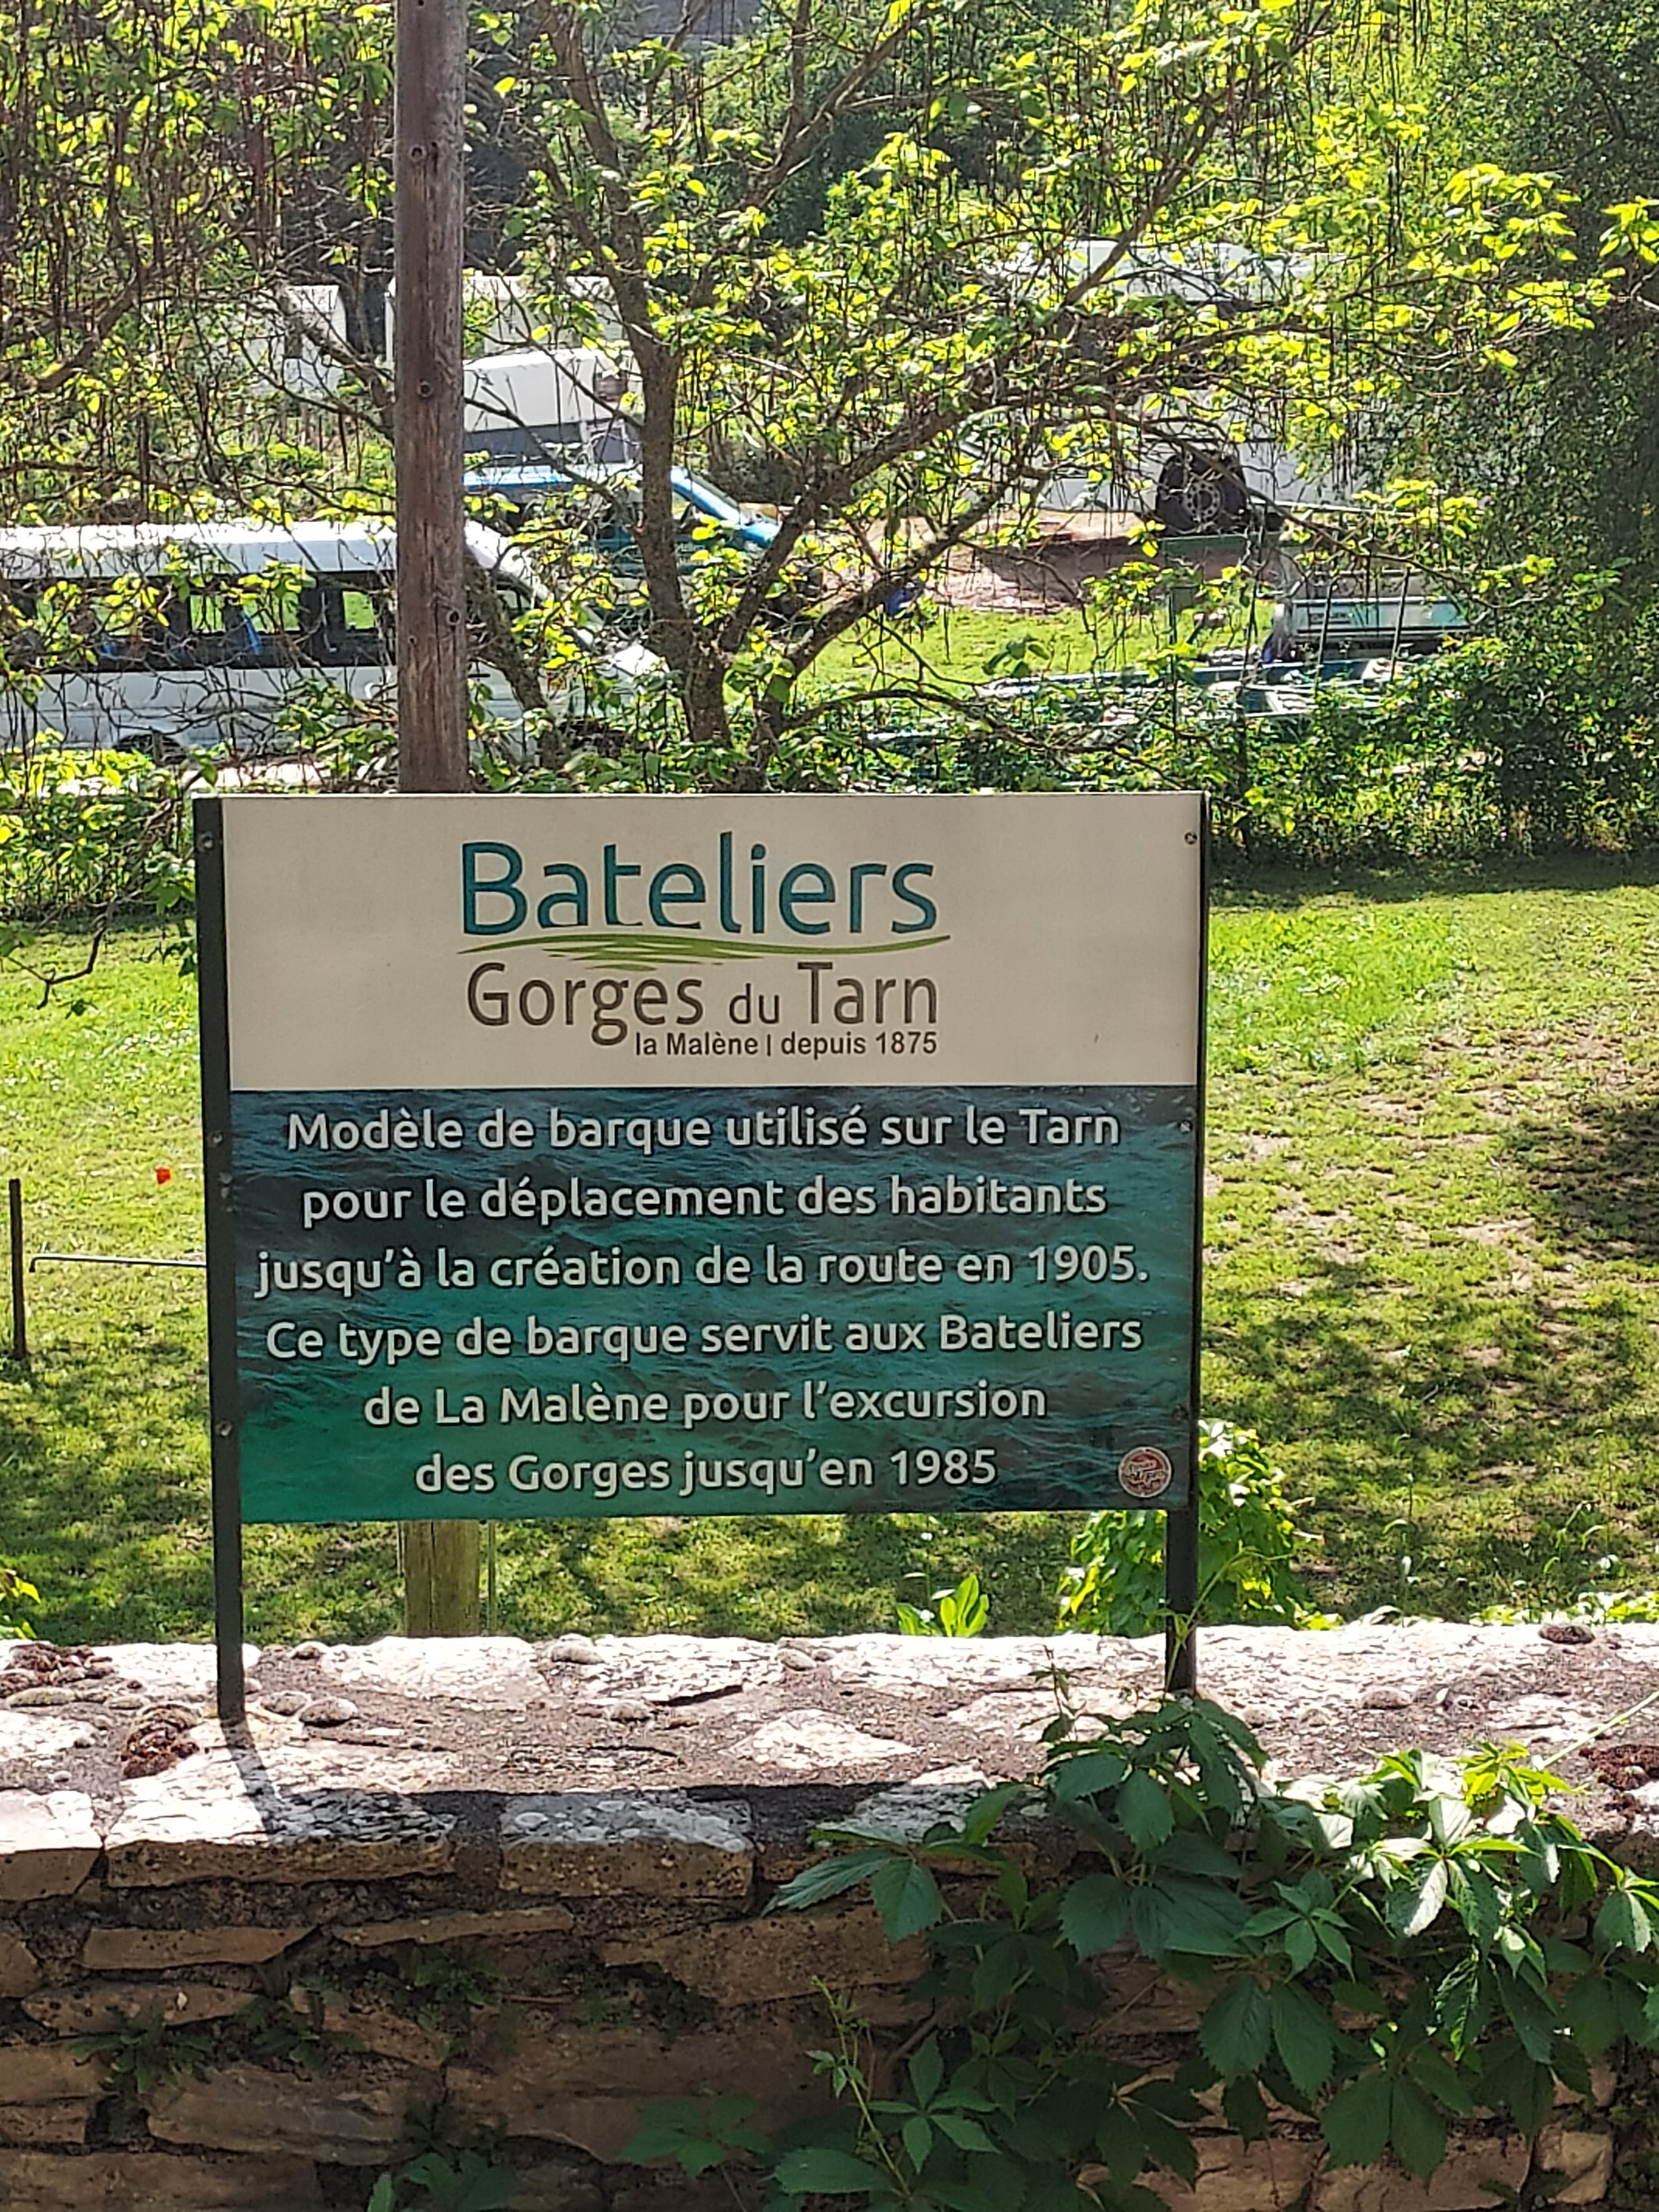 Bateliers
Gorges du Tarn
la Malène | depuis 1875
Modèle de barque utilisé sur le Tarn
pour le déplacement des habitants
jusqu'à la création de la route en 1905.
Ce type de barque servit aux Bateliers
de La Malène pour l'excursion
des Gorges jusqu'en 1985